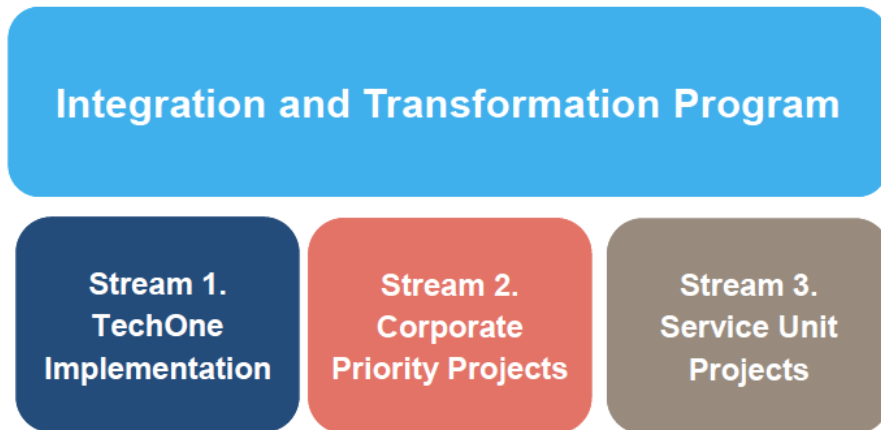 Integration and Transformation Program
Stream 1.
TechOne
Implementation
Stream 2.
Corporate
Priority Projects
Stream 3.
Service Unit
Projects